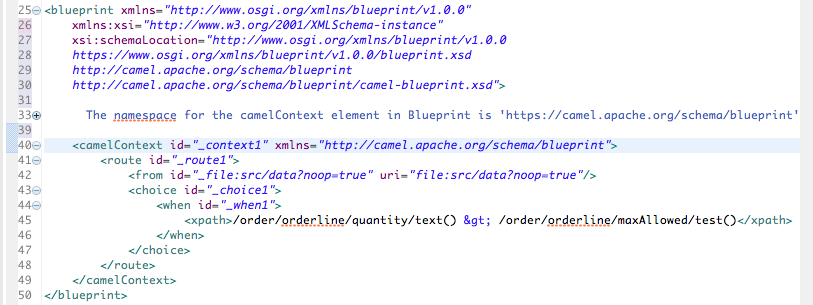 25 <blueprint xmlns="http://www.osgi.org/xmlns/blueprint/v1.0.0"
26 xmlns:xsi="http://www.w3.org/2001/XMLSchema-instance"
27 xsi:schemaLocation="http://www.osgi.org/xmlns/blueprint/v1.0.0
28 https://www.osgi.org/xmlns/blueprint/v1.0.0/blueprint.xsd
29 http://camel.apache.org/schema/blueprint
30 http://camel.apache.org/schema/blueprint/camel-blueprint.xsd">
31
33 The namespace for the camelContext element in Blueprint is 'https://camel.apache.org/schema/blueprint'
39
40 <camelContext id="_context1" xmlns="http://camel.apache.org/schema/blueprint">
41 <route id="_route1">
42 <from id="_file:src/data?noop=true" uri="file:src/data?noop=true"/>
43 <choice id="_choice1">
44 <when id="_when1">
45 <xpath>/order/orderline/quantity/text() &gt; /order/orderline/maxAllowed/test()</xpath>
46 </when>
47 </choice>
48 </route>
49 </camelContext>
50 </blueprint>